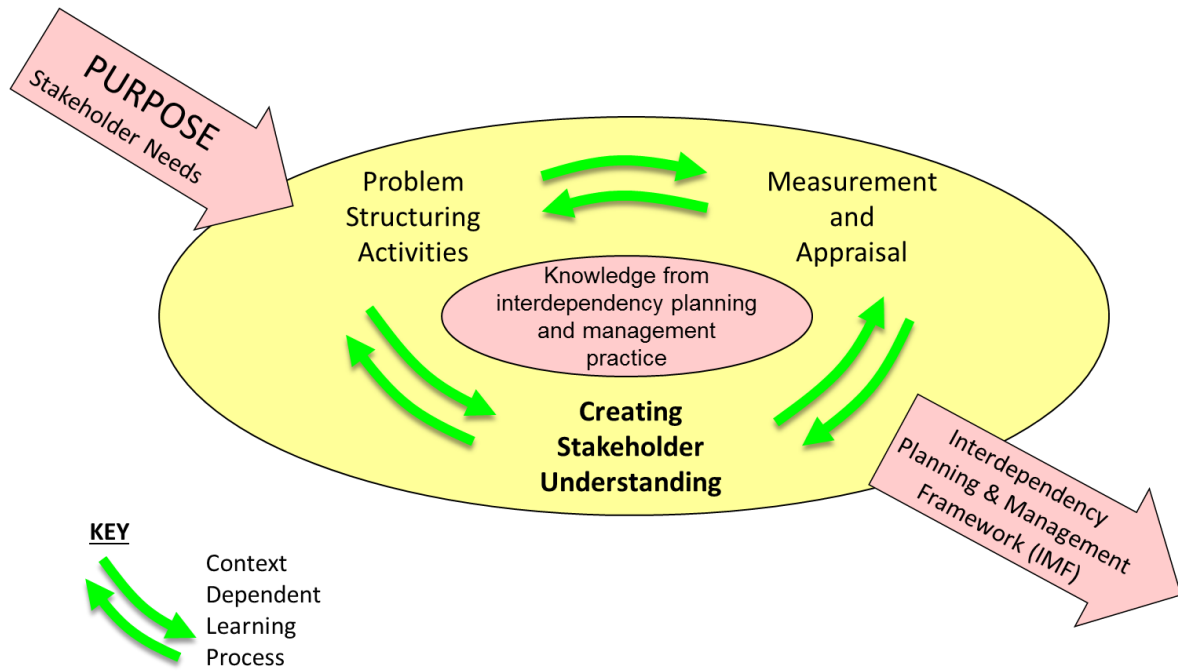 PURPOSE
Stakeholder Needs
Problem
Structuring
Activities
Measurement
and
Appraisal
Knowledge from
interdependency planning
and management
practice
Creating
Stakeholder
Understanding
Interdependency
Planning & Management
Framework (IMF)
KEY
Context
Dependent
Learning
Process